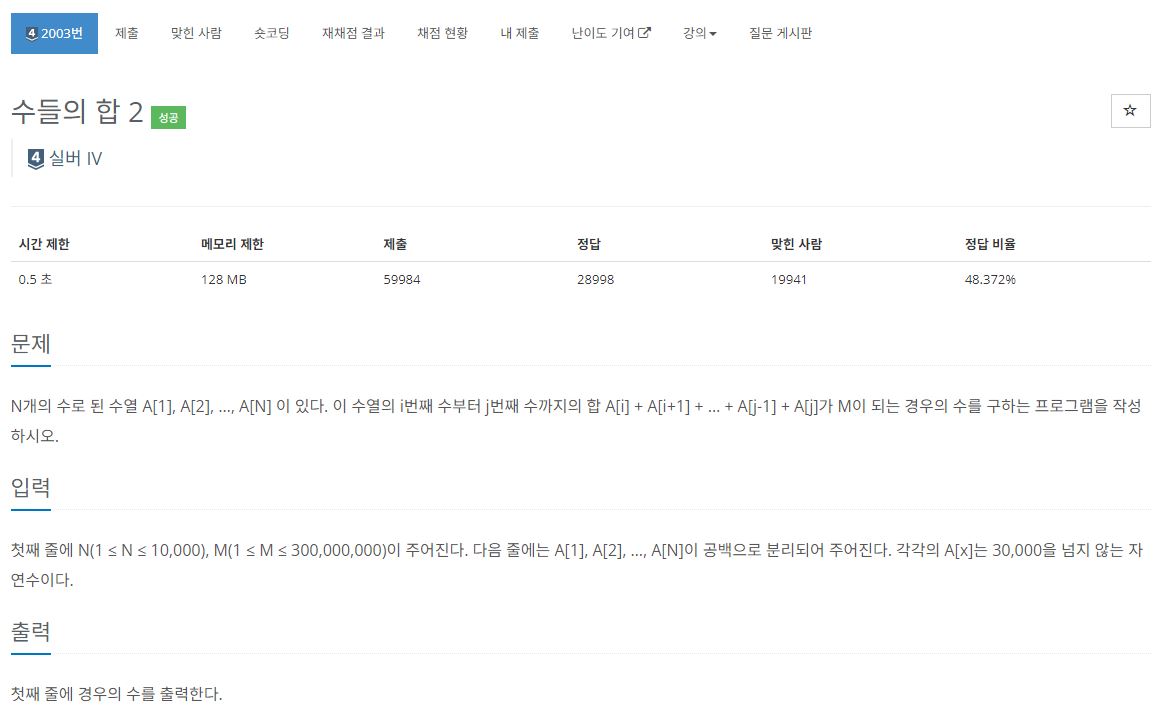 4 2003번 제출 맞힌 사람 숏코딩 재채점 결과 채점 현황 내 제출 난이도 기여 강의 질문 게시판
수들의 합 2 성공
4 실버 IV
시간 제한 메모리 제한 제출 정답 맞힌 사람 정답 비율
0.5 초 128 MB 59984 28998 19941 48.372%
문제
N개의 수로 된 수열 A[1], A[2], …, A[N] 이 있다. 이 수열의 i번째 수부터 j번째 수까지의 합 A[i] + A[i+1] + … + A[j-1] + A[j]가 M이 되는 경우의 수를 구하는 프로그램을 작성
하시오.
입력
첫째 줄에 N(1 ≤ N ≤ 10,000), M(1 ≤ M ≤ 300,000,000)이 주어진다. 다음 줄에는 A[1], A[2], …, A[N]이 공백으로 분리되어 주어진다. 각각의 A[x]는 30,000을 넘지 않는 자
연수이다.
출력
첫째 줄에 경우의 수를 출력한다.